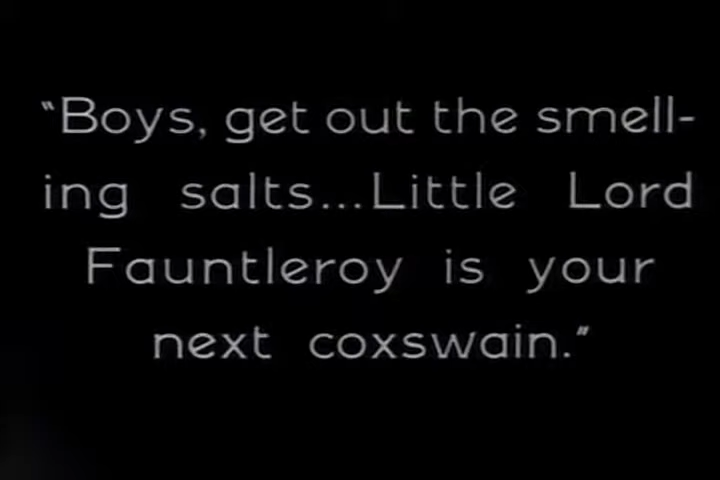 "Boys, get out the smell-
ing salts...Little Lord
Fauntleroy is your
next coxswain."